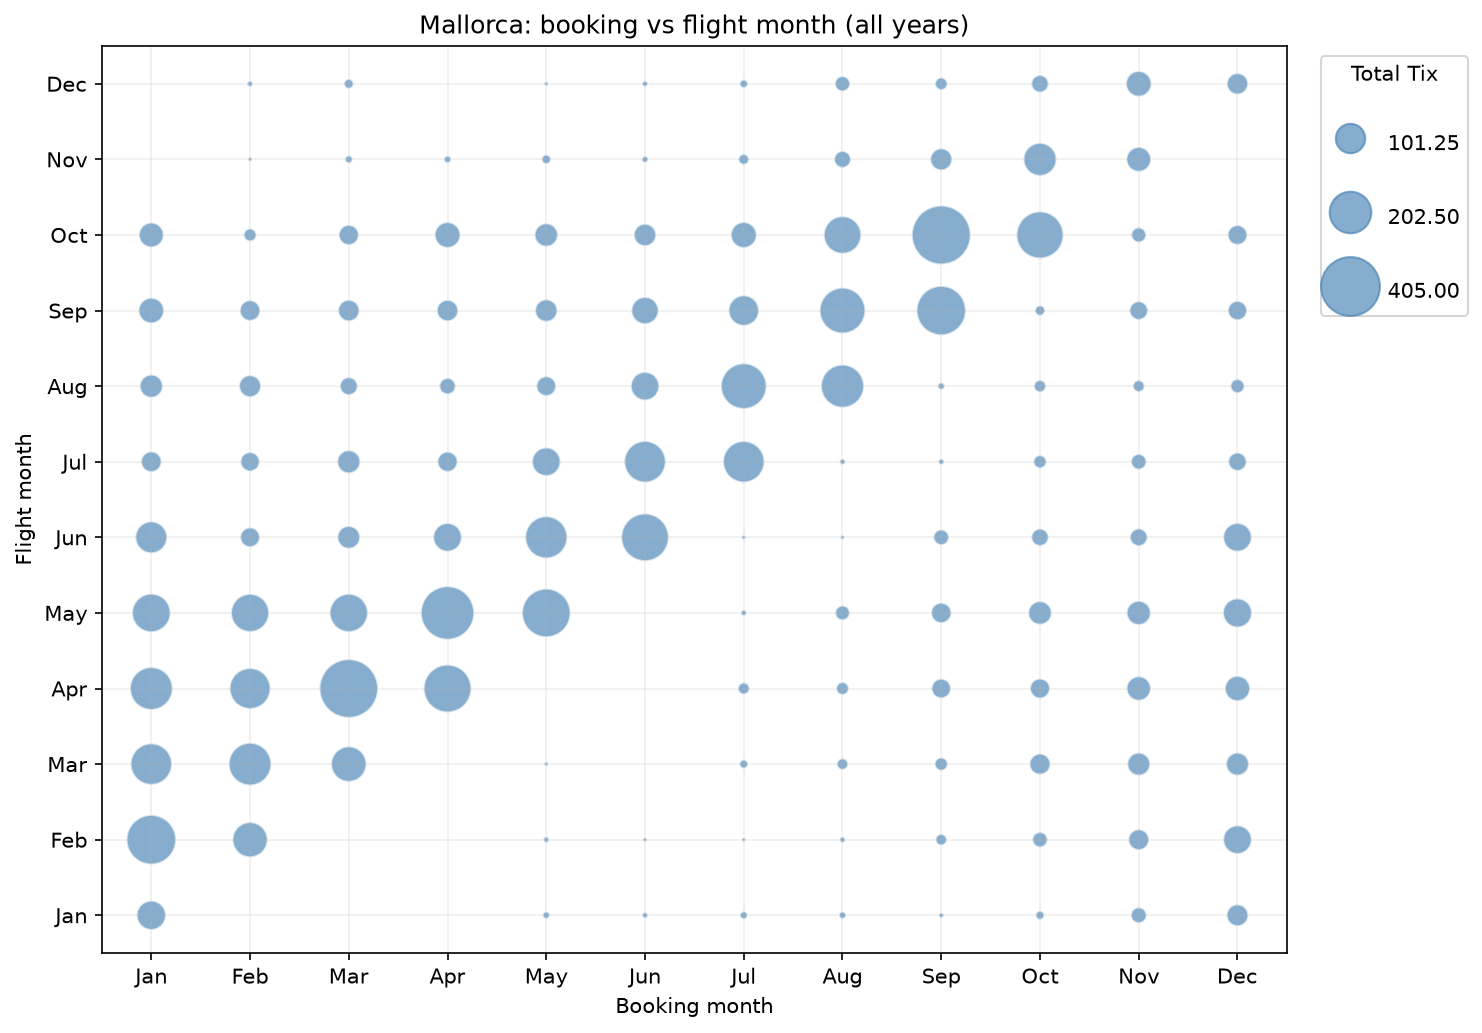 Mallorca: booking vs flight month (all years)
Total Tix
101.25
202.50
405.00
Flight month
Dec
Nov
Oct
Sep
Aug
Jul
Jun
May
Apr
Mar
Feb
Jan
Jan Feb Mar Apr May Jun Jul Aug Sep Oct Nov Dec
Booking month